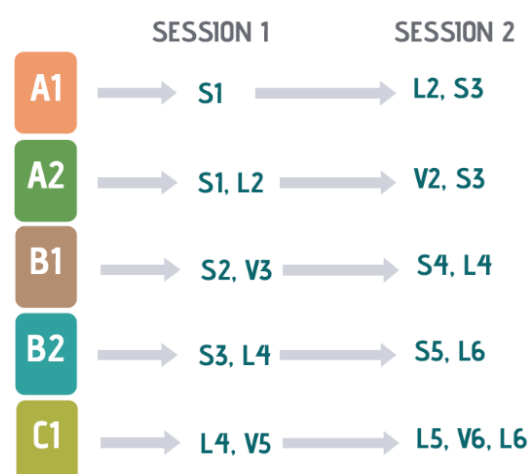 SESSION 1 SESSION 2
A1 S1 L2, S3
A2 S1, L2 V2, S3
B1 S2, V3 S4, L4
B2 S3, L4 S5, L6
C1 L4, V5 L5, V6, L6